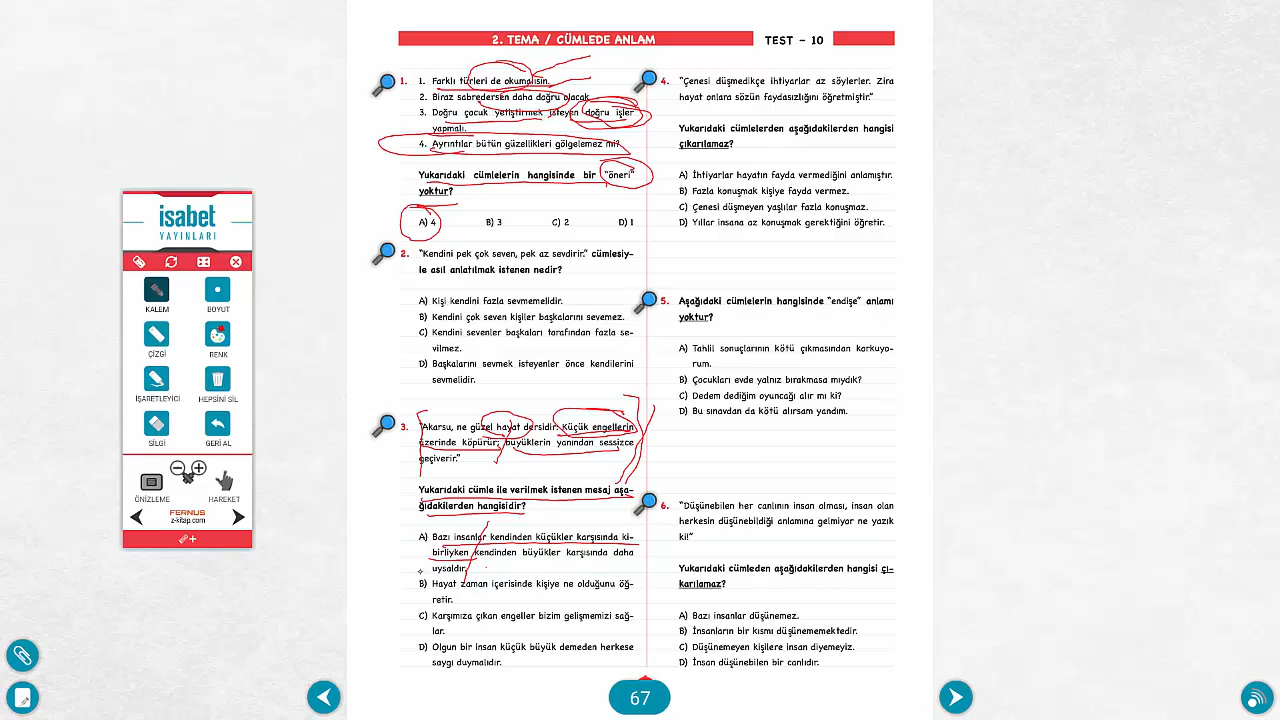 2. TEMA / CÜMLEDE ANLAM
TEST - 10
1. 1. Farklı türleri de okumalısın.
2. Biraz sabredersen daha doğru olacak.
3. Doğru çocuk yetiştirmek isteyen doğru işler
yapmalı.
4. Ayrıntılar bütün güzellikleri gölgelemez mi?
Yukarıdaki cümlelerin hangisinde bir "öneri"
yoktur?
A) 4 B) 3 C) 2 D) 1
2. "Kendini pek çok seven, pek az sevdirir." cümlesiy-
le asıl anlatılmak istenen nedir?
A) Kişi kendini fazla sevmemelidir.
B) Kendini çok seven kişiler başkalarını sevemez.
C) Kendini sevenler başkaları tarafından fazla se-
vilmez.
D) Başkalarını sevmek isteyenler önce kendilerini
sevmelidir.
3. "Akarsu, ne güzel hayat dersidir. Küçük engellerin
üzerinde köpürür; büyüklerin yanından sessizce
geçiverir."
Yukarıdaki cümle ile verilmek istenen mesaj aşa-
ğıdakilerden hangisidir?
A) Bazı insanlar kendinden küçükler karşısında ki-
birliyken kendinden büyükler karşısında daha
uysaldır.
B) Hayat zaman içerisinde kişiye ne olduğunu öğ-
retir.
C) Karşımıza çıkan engeller bizim gelişmemizi sağ-
lar.
D) Olgun bir insan küçük büyük demeden herkese
saygı duymalıdır.
4. "Çenesi düşmedikçe ihtiyarlar az söylerler. Zira
hayat onlara sözün faydasızlığını öğretmiştir."
Yukarıdaki cümlelerden aşağıdakilerden hangisi
çıkarılamaz?
A) İhtiyarlar hayatın fayda vermediğini anlamıştır.
B) Fazla konuşmak kişiye fayda vermez.
C) Çenesi düşmeyen yaşlılar fazla konuşmaz.
D) Yıllar insana az konuşmak gerektiğini öğretir.
5. Aşağıdaki cümlelerin hangisinde "endişe" anlamı
yoktur?
A) Tahlil sonuçlarının kötü çıkmasından korkuyo-
rum.
B) Çocukları evde yalnız bırakmasa mıydık?
C) Dedem dediğim oyuncağı alır mı ki?
D) Bu sınavdan da kötü alırsam yandım.
6. "Düşünebilen her canlının insan olması, insan olan
herkesin düşünebildiği anlamına gelmiyor ne yazık
ki!"
Yukarıdaki cümleden aşağıdakilerden hangisi çı-
karılamaz?
A) Bazı insanlar düşünemez.
B) İnsanların bir kısmı düşünememektedir.
C) Düşünemeyen kişilere insan diyemeyiz.
D) İnsan düşünebilen bir canlıdır.
67
isabet
YAYINLARI
KALEM BOYUT
ÇİZGİ RENK
İŞARETLEYİCİ HEPSİNİ SİL
SİLGİ GERİ AL
ÖNİZLEME HAREKET
FERNUS
z-kitap.com